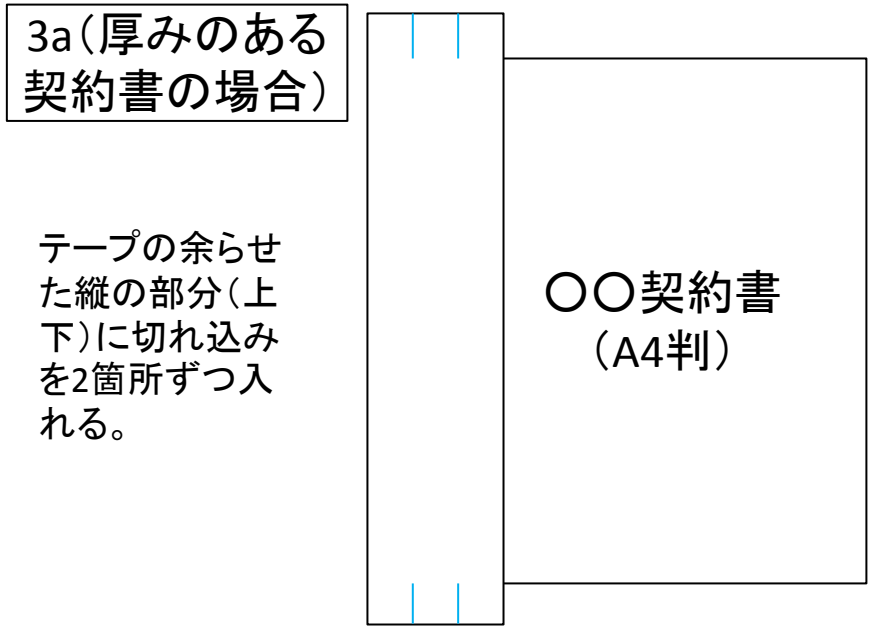 3a(厚みのある
契約書の場合)
テープの余らせ
た縦の部分(上
下)に切れ込み
を2箇所ずつ入
れる。
〇〇契約書
(A4判)